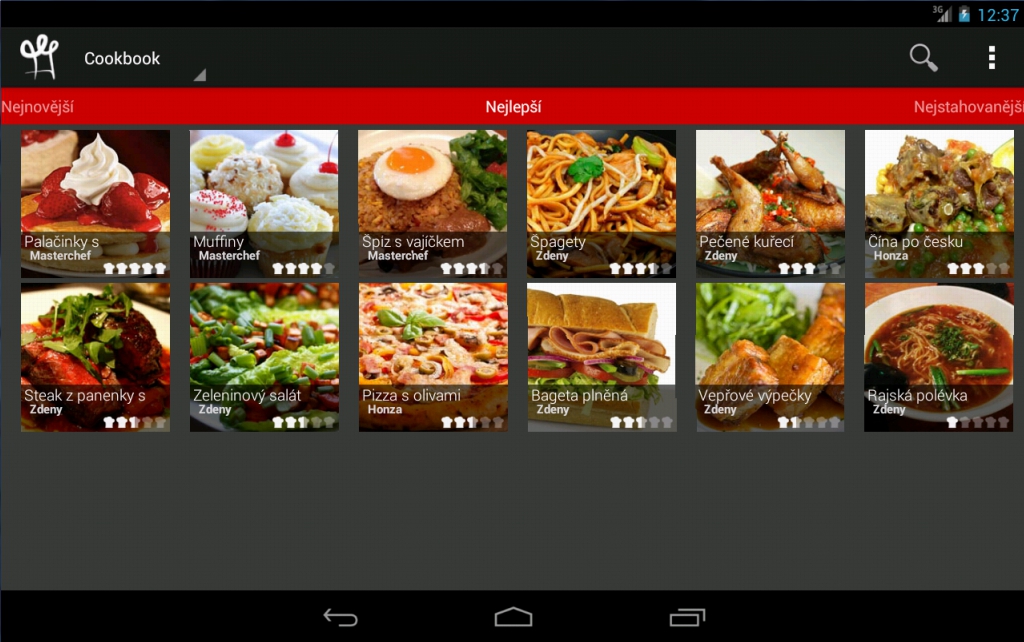 3G
12:37
Cookbook
Nejnovější
Nejlepší
Nejstahovanější
Palačinky s
Masterchef
Muffiny
Masterchef
Špíz s vajíčkem
Masterchef
Špagety
Zdeny
Pečené kuřecí
Zdeny
Čína po česku
Honza
Steak z panenky s
Zdeny
Zeleninový salát
Zdeny
Pizza s olivami
Honza
Bageta plněná
Zdeny
Vepřové výpečky
Zdeny
Rajská polévka
Zdeny